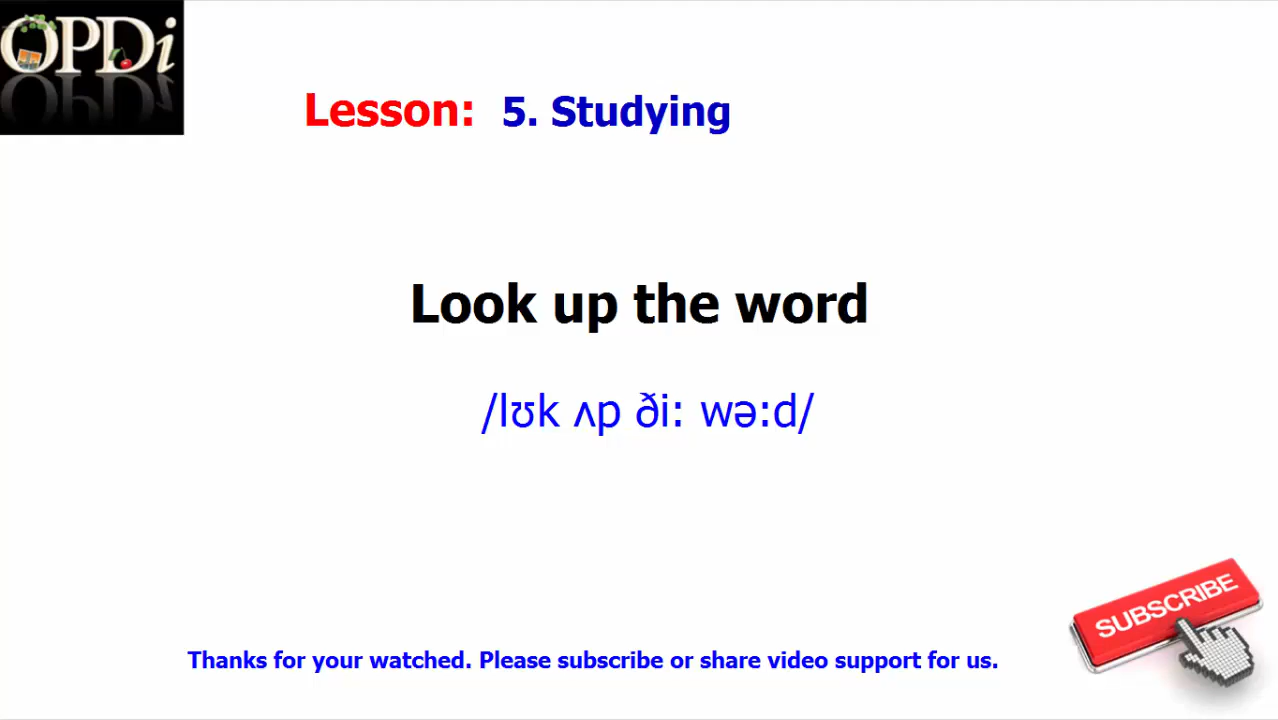 OPDi
Lesson: 5. Studying
Look up the word
/lʊk ʌp ði: wə:d/
SUBSCRIBE
Thanks for your watched. Please subscribe or share video support for us.